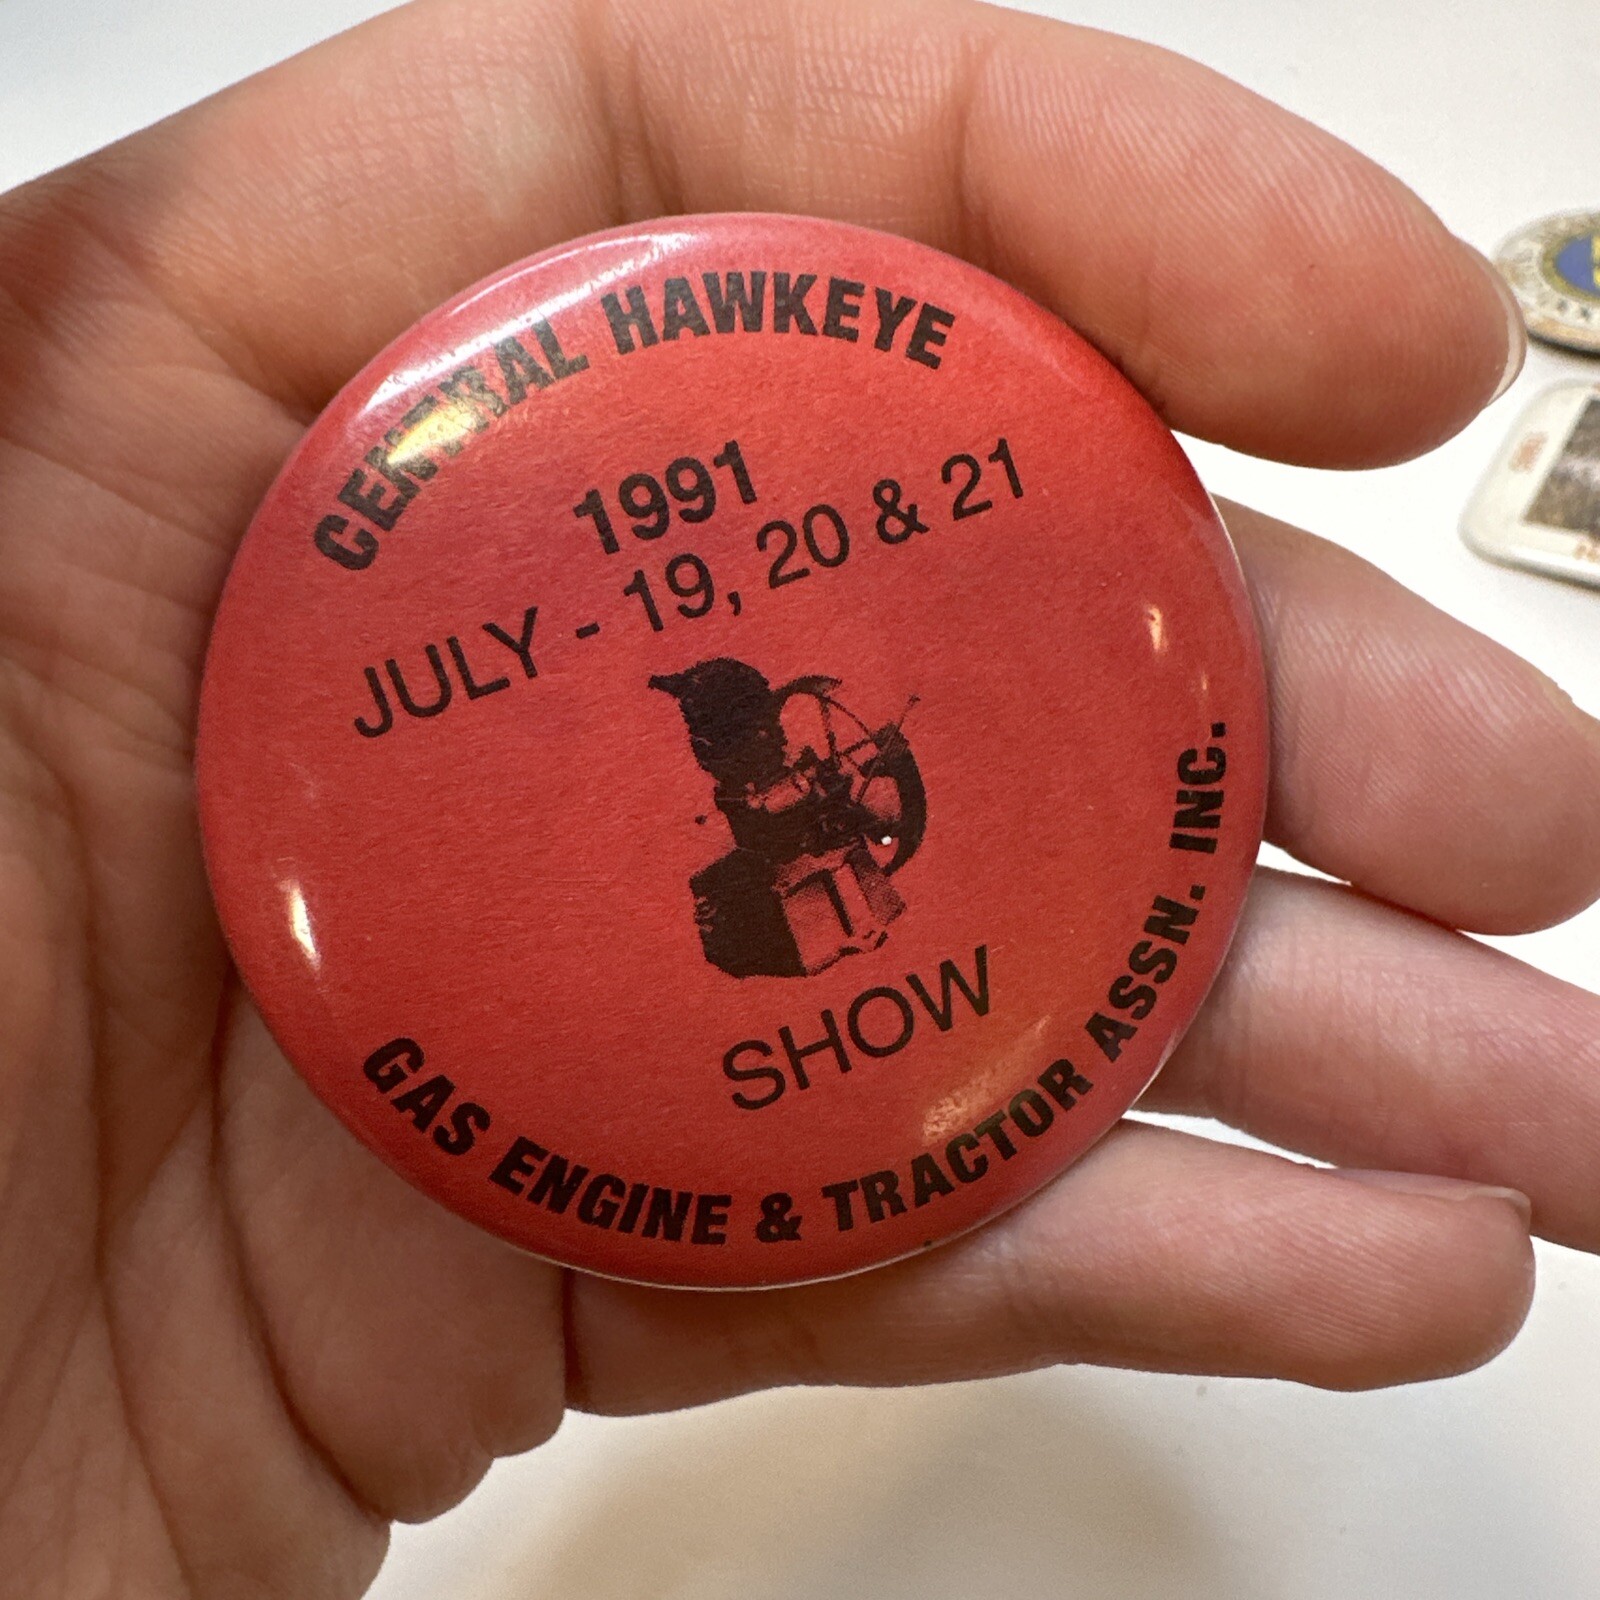 CENTRAL HAWKEYE
1991
JULY - 19, 20 & 21
SHOW
GAS ENGINE & TRACTOR ASSN. INC.